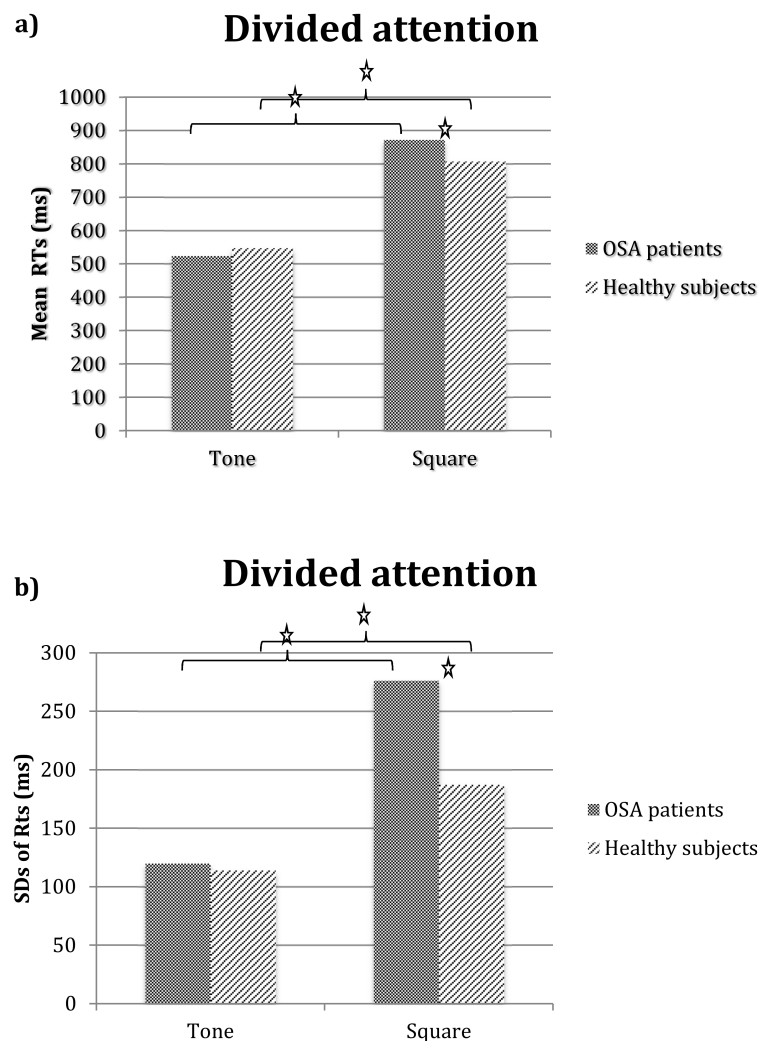 a)
Divided attention
1000
900
800
700
600
500
400
300
200
100
0
Mean RTs (ms)
Tone
Square
OSA patients
Healthy subjects
b)
Divided attention
300
250
200
150
100
50
0
SDs of Rts (ms)
Tone
Square
OSA patients
Healthy subjects